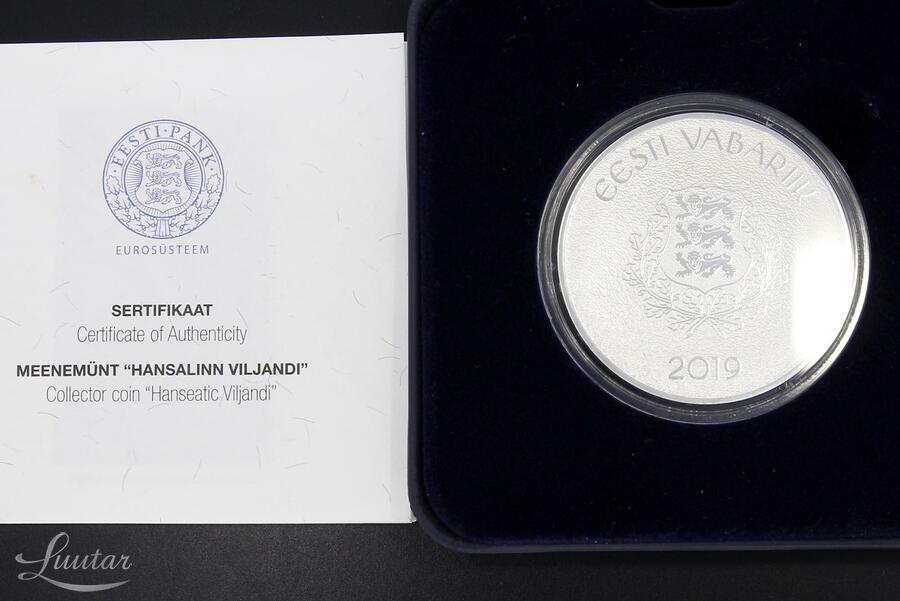 EESTI·PANK
EUROSÜSTEEM
SERTIFIKAAT
Certificate of Authenticity
MEENEMÜNT “HANSALINN VILJANDI”
Collector coin “Hanseatic Viljandi”
EESTI VABARIIK
2019
Luutar